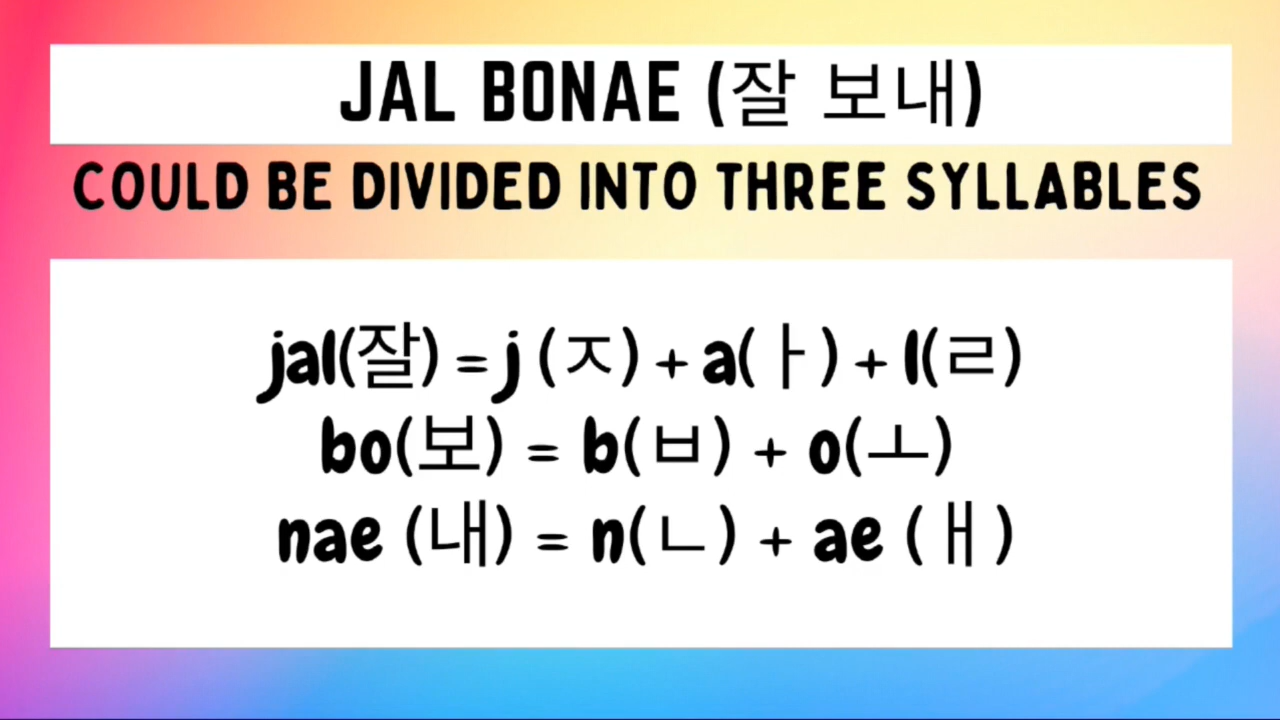 JAL BONAE (잘 보내)
COULD BE DIVIDED INTO THREE SYLLABLES
jal(잘) = j (ㅈ) + a(ㅏ) + l(ㄹ)
bo(보) = b(ㅂ) + o(ㅗ)
nae (내) = n(ㄴ) + ae (ㅐ)